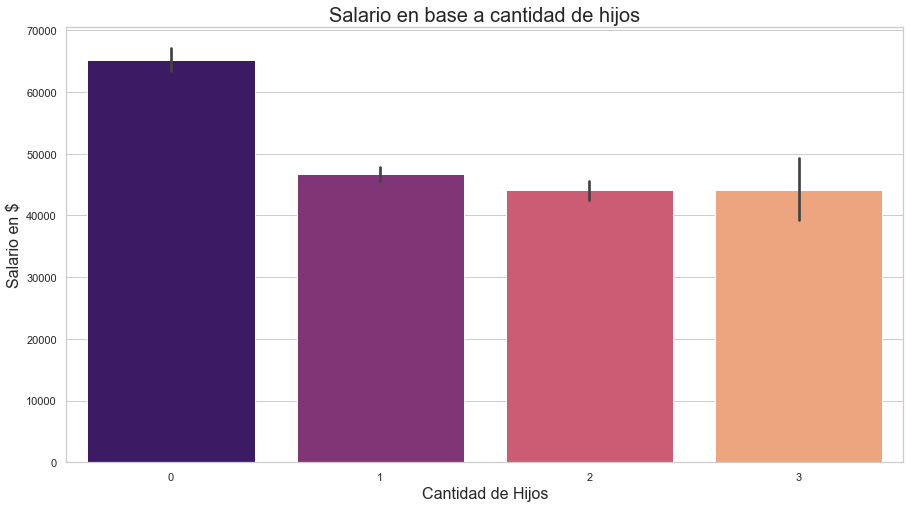 Salario en base a cantidad de hijos
70000
60000
50000
40000
30000
20000
10000
0
Salario en $
0 1 2 3
Cantidad de Hijos